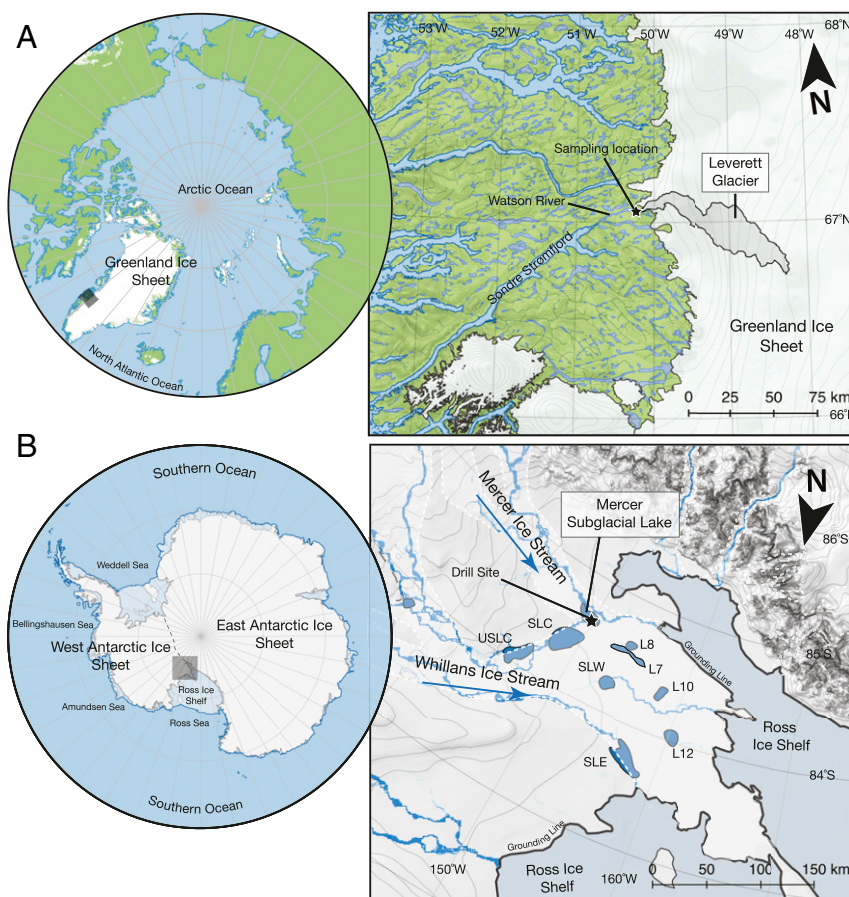 A
Arctic Ocean
Greenland Ice
Sheet
North Atlantic Ocean
53°W
52°W
51°W
50°W
49°W
48°W
68°N
N
Sampling location
Leverett
Glacier
Watson River
67°N
Sondre Strømfjord
Greenland Ice
Sheet
0 25 50 75 km
66°N
B
Southern Ocean
Weddell Sea
Bellingshausen Sea
East Antarctic Ice
Sheet
West Antarctic Ice
Sheet
Ross Ice
Shelf
Amundsen Sea
Ross Sea
Southern Ocean
Mercer Ice Stream
Mercer
Subglacial Lake
N
86°S
Drill Site
SLC
USLC
L8
L7
Grounding Line
85°S
Whillans Ice Stream
SLW
L10
Ross
Ice Shelf
SLE
L12
84°S
Grounding Line
150°W
Ross Ice
Shelf
160°W
0 50 100 150 km